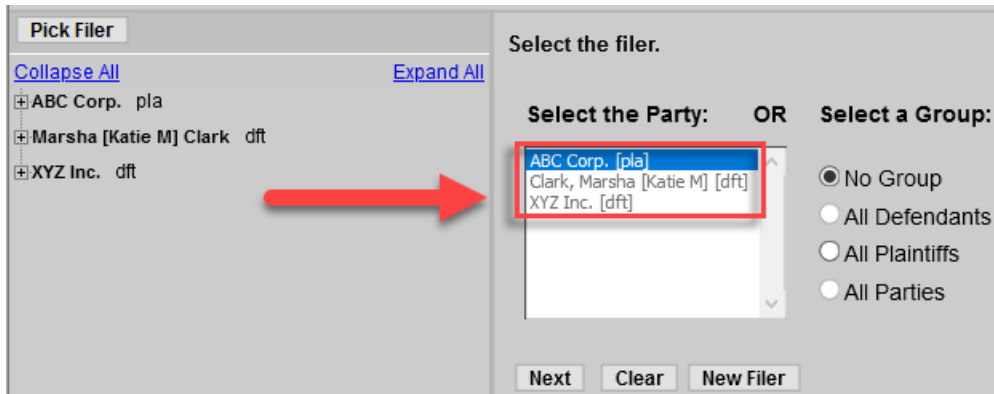 Pick Filer
Collapse All Expand All
ABC Corp. pla
Marsha [Katie M] Clark dft
XYZ Inc. dft
Select the filer.
Select the Party: OR Select a Group:
ABC Corp. [pla]
Clark, Marsha [Katie M] [dft]
XYZ Inc. [dft]
No Group
All Defendants
All Plaintiffs
All Parties
Next Clear New Filer